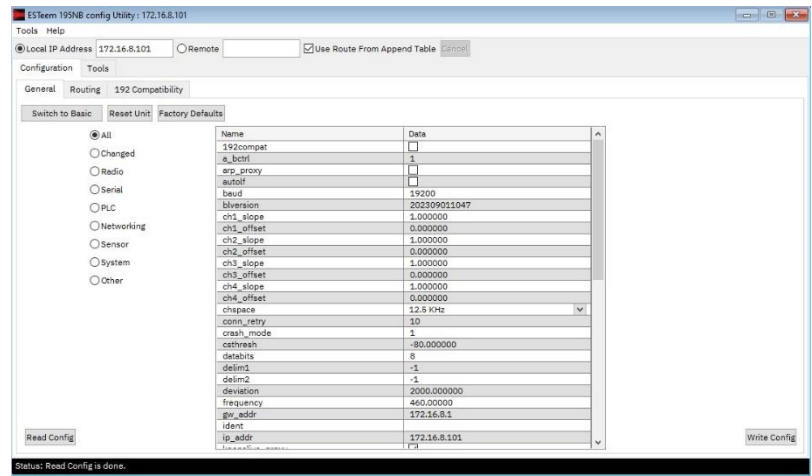 ESTeem 195NB config Utility : 172.16.8.101
Tools Help
Local IP Address 172.16.8.101 Remote Use Route From Append Table Cancel
Configuration Tools
General Routing 192 Compatibility
Switch to Basic Reset Unit Factory Defaults
All
Changed
Radio
Serial
PLC
Networking
Sensor
System
Other
Name Data
192compat
a_bctrl 1
arp_proxy
autolf
baud 19200
blversion 202309011047
ch1_slope 1.000000
ch1_offset 0.000000
ch2_slope 1.000000
ch2_offset 0.000000
ch3_slope 1.000000
ch3_offset 0.000000
ch4_slope 1.000000
ch4_offset 0.000000
chspace 12.5 KHz
conn_retry 10
crash_mode 1
csthresh -80.000000
databits 8
delim1 -1
delim2 -1
deviation 2000.000000
frequency 460.00000
gw_addr 172.16.8.1
ident
ip_addr 172.16.8.101
Read Config Write Config
Status: Read Config is done.